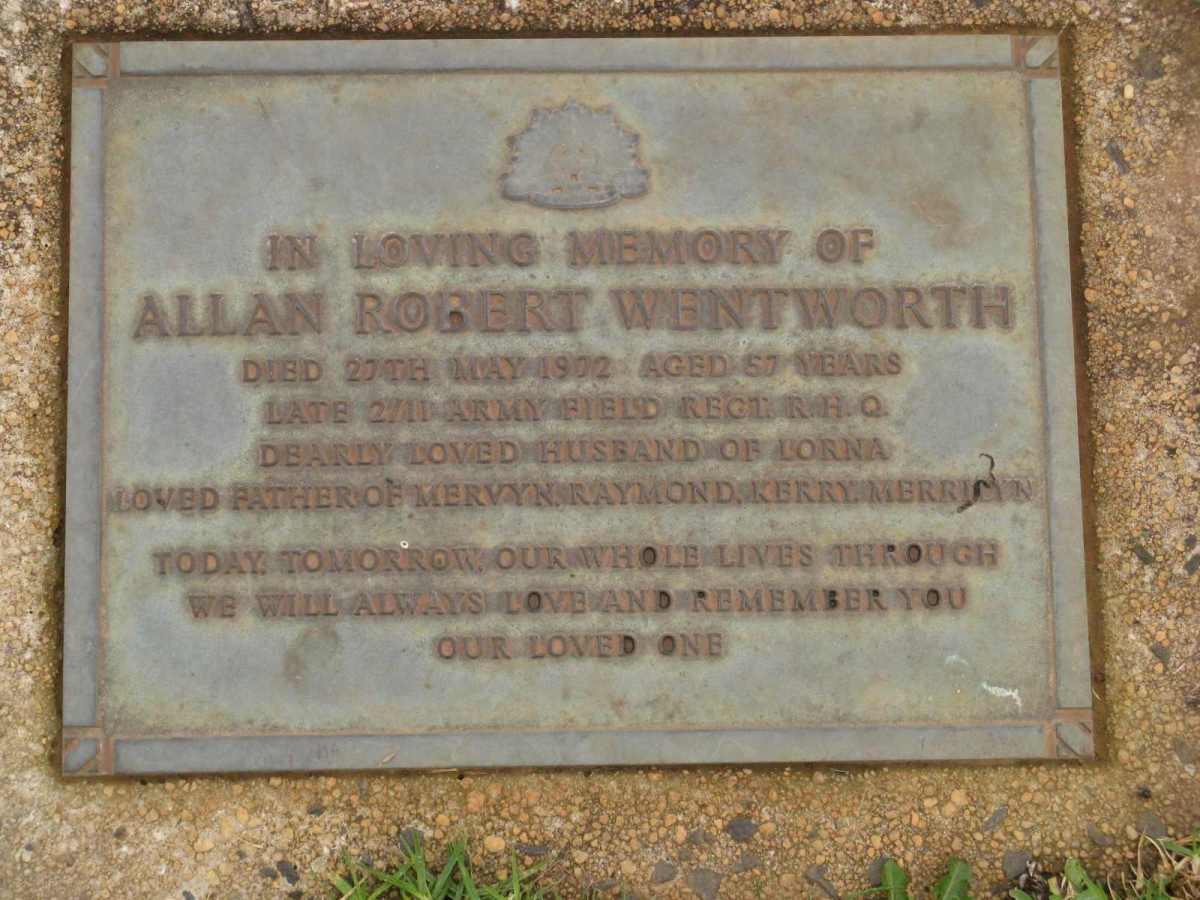 IN LOVING MEMORY OF
ALLAN ROBERT WENTWORTH
DIED 27TH MAY 1972 AGED 57 YEARS
LATE 2/11 ARMY FIELD REGT. R.H.Q.
DEARLY LOVED HUSBAND OF LORNA
LOVED FATHER OF MERVYN, RAYMOND, KERRY, MERRILYN
TODAY, TOMORROW, OUR WHOLE LIVES THROUGH
WE WILL ALWAYS LOVE AND REMEMBER YOU
OUR LOVED ONE